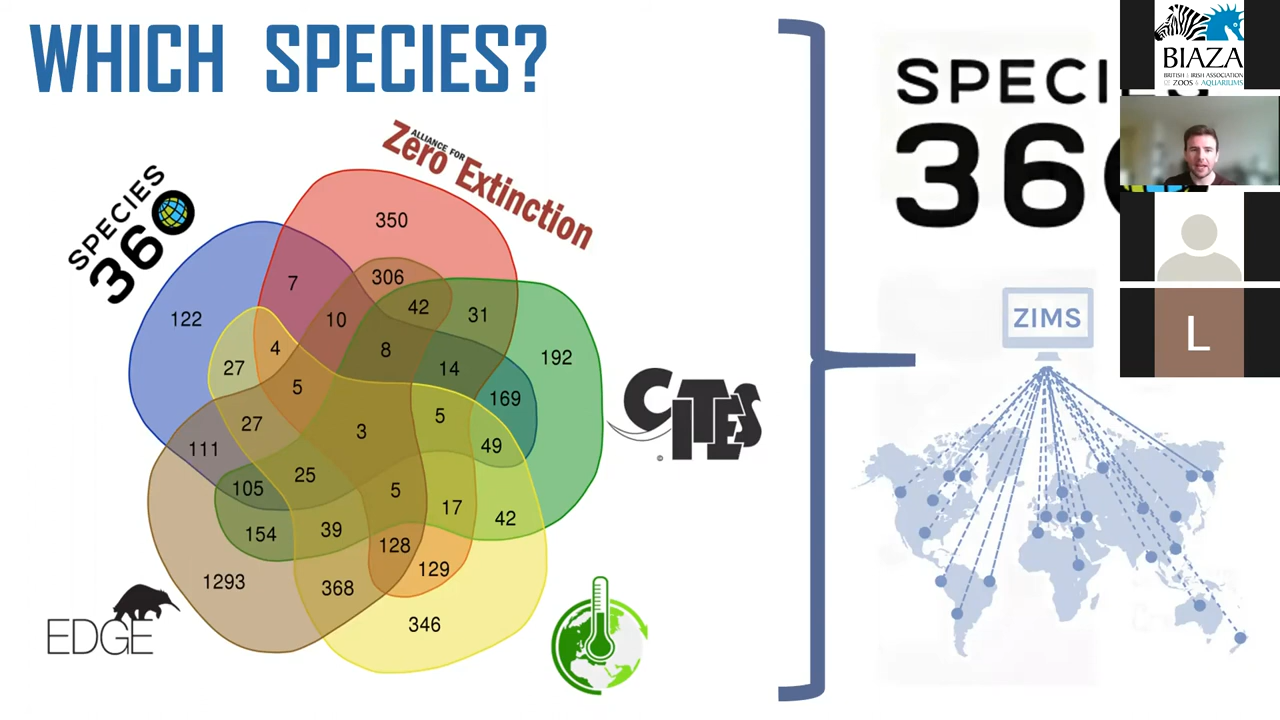 WHICH SPECIES?
ALLIANCE FOR
Zero Extinction
SPECIES
360
350
7
306
10
42
31
122
192
4
8
14
27
5
169
5
27
3
49
111
25
105
5
17
42
154
39
128
129
1293
368
346
CITES
EDGE
SPECI
36
ZIMS
BIAZA
BRITISH & IRISH ASSOCIATION
OF ZOOS & AQUARIUMS
L